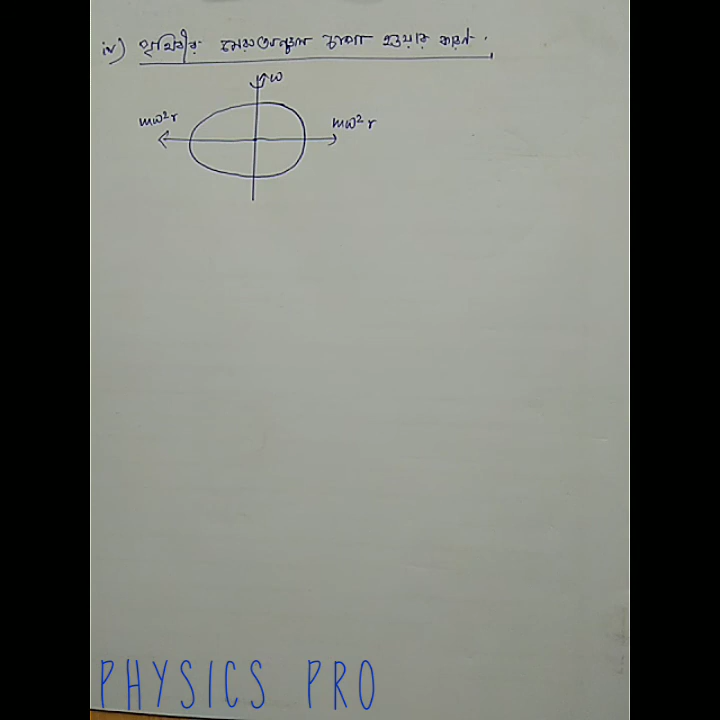 iv) পৃথিবীর মেরুঅঞ্চল চাপা হওয়ার কারণ .
ω
mω²r
mω²r
PHYSICS PRO